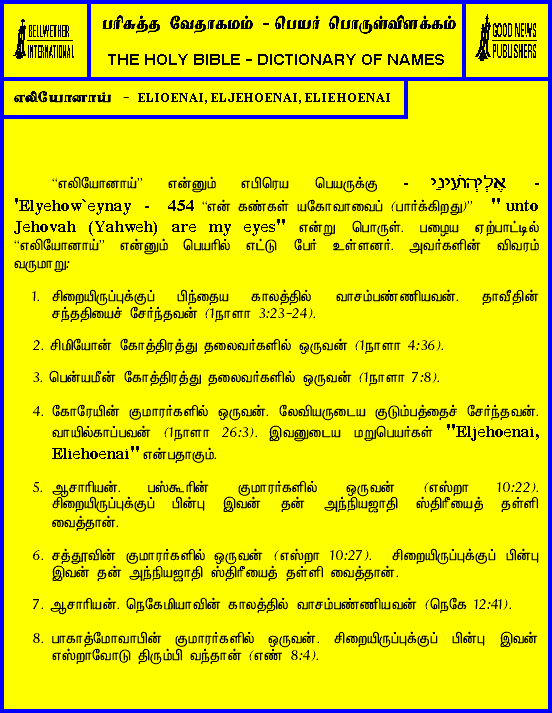 BELLWETHER
INTERNATIONAL
பரிசுத்த வேதாகமம் - பெயர் பொருள்விளக்கம்
THE HOLY BIBLE - DICTIONARY OF NAMES
GOOD NEWS
PUBLISHERS
எலியோனாய் - ELIOENAI, ELJEHOENAI, ELIEHOENAI
“எலியோனாய்” என்னும் எபிரெய பெயருக்கு - אֶלְיְהֹעֵינַי -
'Elyehow`eynay - 454 “என் கண்கள் யகோவாவைப் (பார்க்கிறது)” "unto
Jehovah (Yahweh) are my eyes" என்று பொருள். பழைய ஏற்பாட்டில்
“எலியோனாய்” என்னும் பெயரில் எட்டு பேர் உள்ளனர். அவர்களின் விவரம்
வருமாறு:
1. சிறையிருப்புக்குப் பிந்தைய காலத்தில் வாசம்பண்ணியவன். தாவீதின்
சந்ததியைச் சேர்ந்தவன் (1நாளா 3:23-24).
2. சிமியோன் கோத்திரத்து தலைவர்களில் ஒருவன் (1நாளா 4:36).
3. பென்யமீன் கோத்திரத்து தலைவர்களில் ஒருவன் (1நாளா 7:8).
4. கோரேயின் குமாரர்களில் ஒருவன். லேவியருடைய குடும்பத்தைச் சேர்ந்தவன்.
வாயில்காப்பவன் (1நாளா 26:3). இவனுடைய மறுபெயர்கள் "Eljehoenai,
Eliehoenai" என்பதாகும்.
5. ஆசாரியன். பஸ்கூரின் குமாரர்களில் ஒருவன் (எஸ்றா 10:22).
சிறையிருப்புக்குப் பின்பு இவன் தன் அந்நியஜாதி ஸ்திரீயைத் தள்ளி
வைத்தான்.
6. சத்தூவின் குமாரர்களில் ஒருவன் (எஸ்றா 10:27). சிறையிருப்புக்குப் பின்பு
இவன் தன் அந்நியஜாதி ஸ்திரீயைத் தள்ளி வைத்தான்.
7. ஆசாரியன். நெகேமியாவின் காலத்தில் வாசம்பண்ணியவன் (நெகே 12:41).
8. பாகாத்மோவாபின் குமாரர்களில் ஒருவன். சிறையிருப்புக்குப் பின்பு இவன்
எஸ்றாவோடு திரும்பி வந்தான் (எண் 8:4).